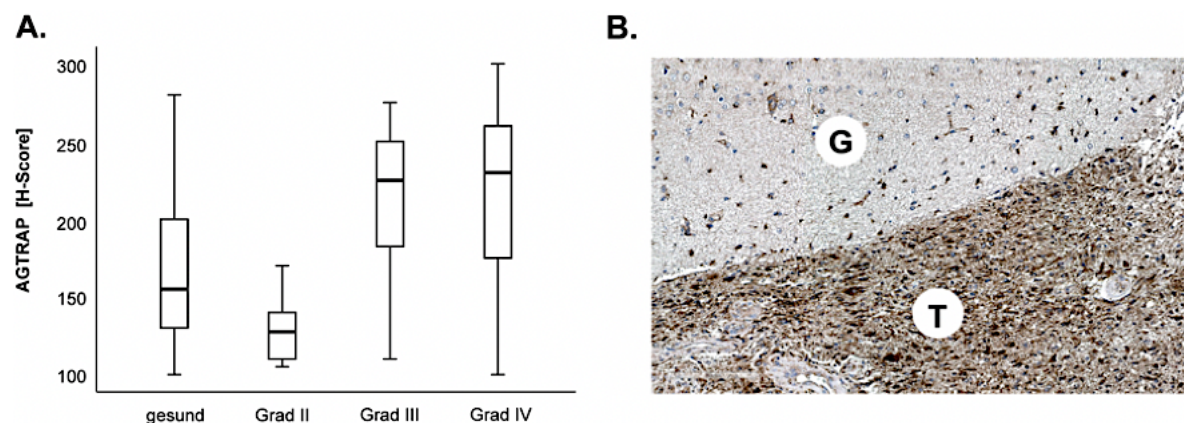 A.
B.
300
250
200
150
100
AGTRAP [H-Score]
gesund Grad II Grad III Grad IV
G
T